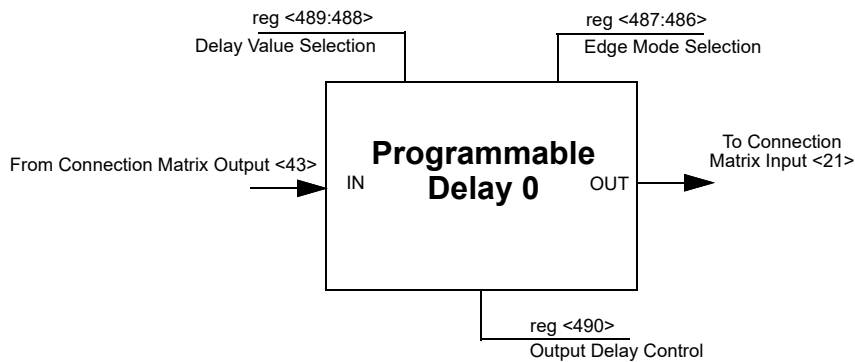 reg <489:488>
Delay Value Selection
reg <487:486>
Edge Mode Selection
From Connection Matrix Output <43>
IN
Programmable
Delay 0
OUT
To Connection
Matrix Input <21>
reg <490>
Output Delay Control